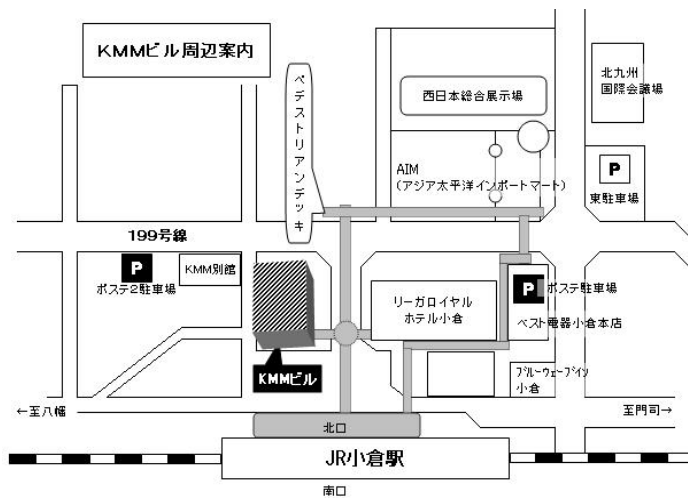 KMMビル周辺案内
ペデストリアンデッキ
西日本総合展示場
北九州
国際会議場
AIM
(アジア太平洋インポートマート)
P
東駐車場
199号線
P
ポステ2駐車場
KMM別館
リーガロイヤル
ホテル小倉
P
ポステ駐車場
ベスト電器小倉本店
KMMビル
ブルーウェーブイン
小倉
←至八幡
至門司→
北口
JR小倉駅
南口